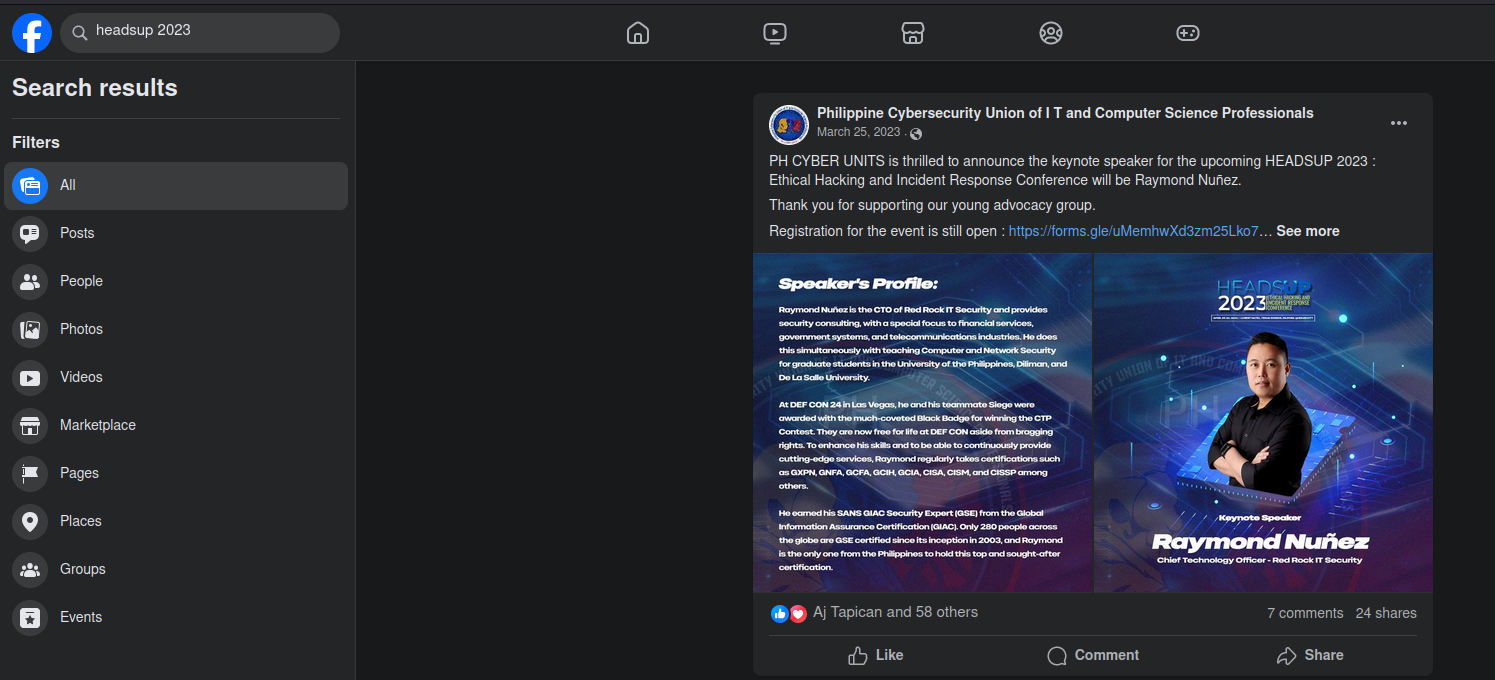 headsup 2023
Search results
Filters
All
Posts
People
Photos
Videos
Marketplace
Pages
Places
Groups
Events
Philippine Cybersecurity Union of I T and Computer Science Professionals
March 25, 2023 ·
PH CYBER UNITS is thrilled to announce the keynote speaker for the upcoming HEADSUP 2023 :
Ethical Hacking and Incident Response Conference will be Raymond Nuñez.
Thank you for supporting our young advocacy group.
Registration for the event is still open : https://forms.gle/uMemhwXd3zm25Lko7… See more
Speaker's Profile:
Raymond Nuñez is the CTO of Red Rock IT Security and provides
security consulting, with a special focus to financial services,
government systems, and telecommunications industries. He does
this simultaneously with teaching Computer and Network Security
for graduate students in the University of the Philippines, Diliman, and
De La Salle University.
At DEF CON 24 in Las Vegas, he and his teammate Siege were
awarded with the much-coveted Black Badge for winning the CTP
Contest. They are now free for life at DEF CON aside from bragging
rights. To enhance his skills and to be able to continuously provide
cutting-edge services, Raymond regularly takes certifications such
as GXPN, GNFA, GCFA, GCIH, GCIA, CISA, CISM, and CISSP among
others.
He earned his SANS GIAC Security Expert (GSE) from the Global
Information Assurance Certification (GIAC). Only 280 people across
the globe are GSE certified since its inception in 2003, and Raymond
is the only one from the Philippines to hold this top and sought-after
certification.
HEADSUP
2023 ETHICAL HACKING AND
INCIDENT RESPONSE
CONFERENCE
Keynote Speaker
Raymond Nuñez
Chief Technology Officer - Red Rock IT Security
Aj Tapican and 58 others
7 comments 24 shares
Like
Comment
Share